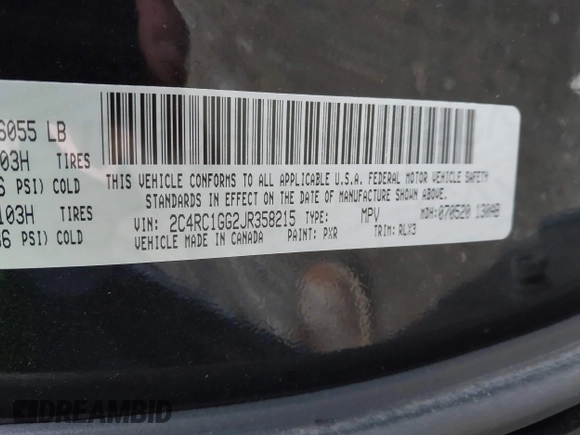 6055 LB
03H TIRES
PSI) COLD
103H TIRES
6 PSI) COLD
THIS VEHICLE CONFORMS TO ALL APPLICABLE U.S.A. FEDERAL MOTOR VEHICLE SAFETY
STANDARDS IN EFFECT ON THE DATE OF MANUFACTURE SHOWN ABOVE.
VIN: 2C4RC1GG2JR358215 TYPE: MPV MDH: 070520 130AB
VEHICLE MADE IN CANADA PAINT: PXR TRIM: RLX3
DREAMBID